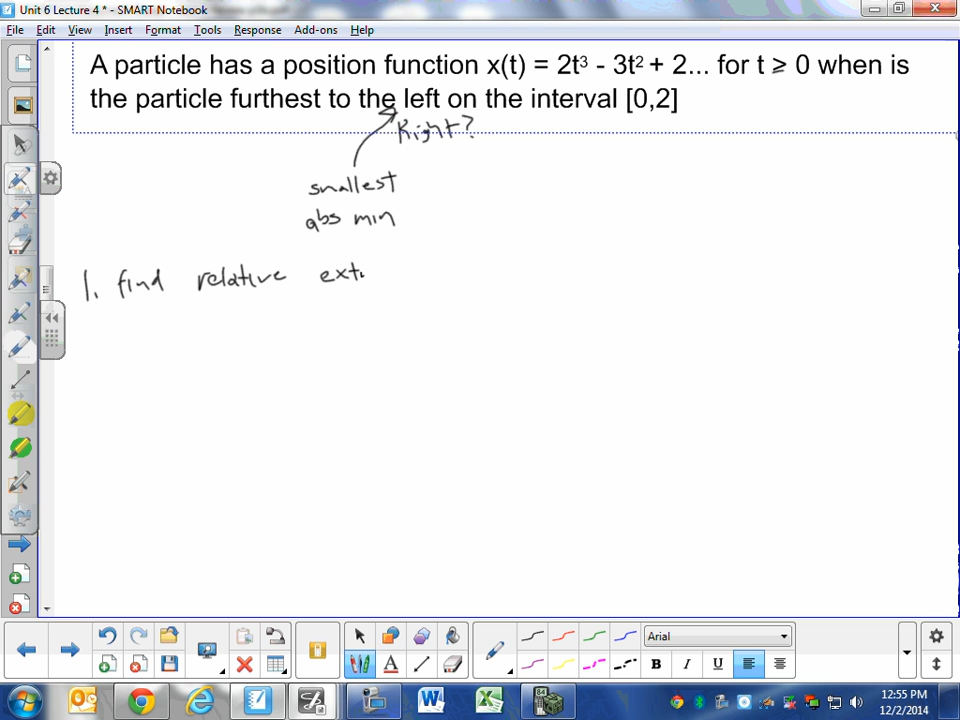 Unit 6 Lecture 4 * - SMART Notebook
File Edit View Insert Format Tools Response Add-ons Help
A particle has a position function x(t) = 2t³ - 3t² + 2... for t ≥ 0 when is
the particle furthest to the left on the interval [0,2]
Right?
smallest
abs min
1. find relative ext
Arial
B I U
12:55 PM
12/2/2014